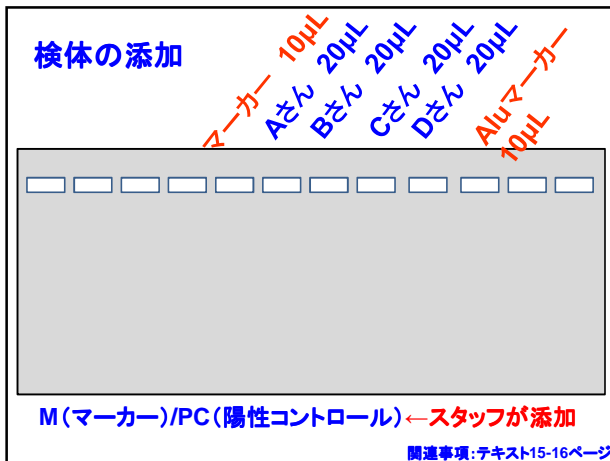 検体の添加
マーカー 10μL
Aさん 20μL
Bさん 20μL
Cさん 20μL
Dさん 20μL
Aluマーカー
10μL
M(マーカー)/PC(陽性コントロール)←スタッフが添加
関連事項:テキスト15-16ページ